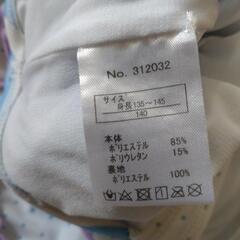 No. 312032
サイズ
身長135～145
140
本体
ポリエステル 85%
ポリウレタン 15%
裏地
ポリエステル 100%